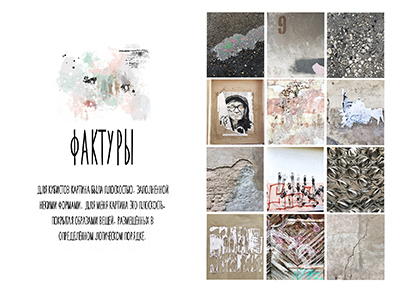 ФАКТУРЫ
ДЛЯ КУБИСТОВ КАРТИНА БЫЛА ПЛОСКОСТЬЮ, ЗАПОЛНЕННОЙ
НЕКИМИ ФОРМАМИ. ДЛЯ МЕНЯ КАРТИНА ЭТО ПЛОСКОСТЬ,
ПОКРЫТАЯ ОБРАЗАМИ ВЕЩЕЙ, РАЗМЕЩЁННЫХ В
ОПРЕДЕЛЁННОМ ЛОГИЧЕСКОМ ПОРЯДКЕ.
9